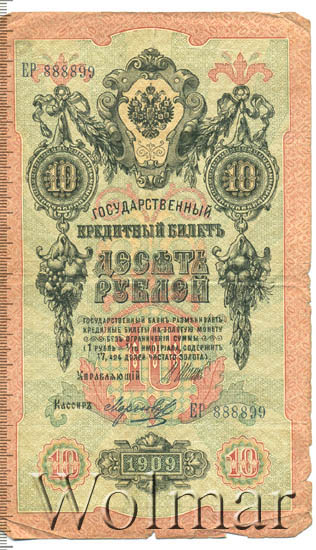 ЕР 888899
10 10
ГОСУДАРСТВЕННЫЙ
КРЕДИТНЫЙ БИЛЕТЪ
ДЕСЯТЬ
РУБЛЕЙ
ГОСУДАРСТВЕННЫЙ БАНКЪ РАЗМѢНИВАЕТЪ
КРЕДИТНЫЕ БИЛЕТЫ НА ЗОЛОТУЮ МОНЕТУ
БЕЗЪ ОГРАНИЧЕНІЯ СУММЫ
(1 РУБЛЬ = 1/15 ИМПЕРІАЛА, СОДЕРЖИТЪ
17,424 ДОЛЕЙ ЧИСТАГО ЗОЛОТА)
10
УПРАВЛЯЮЩІЙ
КАССИРЪ
ЕР 888899
10 1909 10
Wolmar